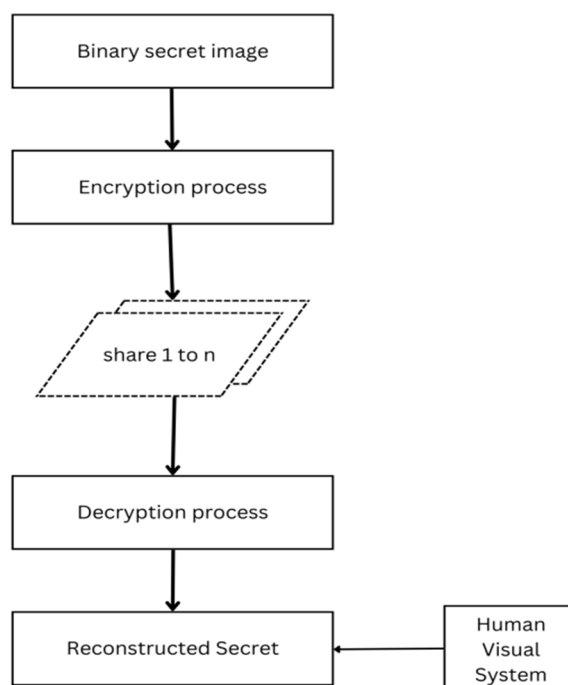 Binary secret image
Encryption process
share 1 to n
Decryption process
Reconstructed Secret
Human
Visual
System